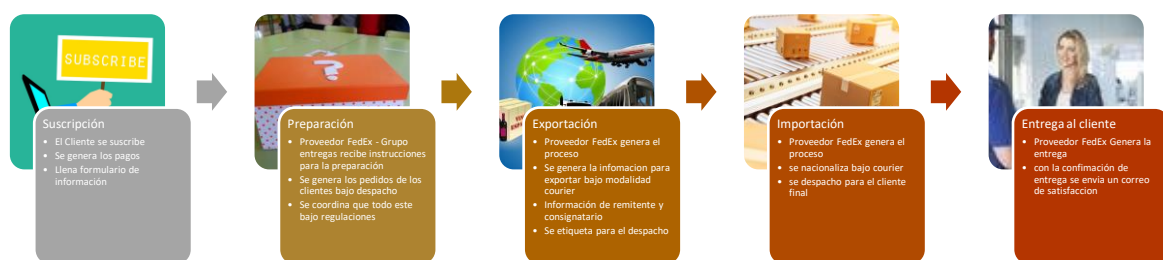 SUBSCRIBE
Suscripción
• El Cliente se suscribe
• Se genera los pagos
• Llena formulario de
información
?
Preparación
• Proveedor FedEx - Grupo
entregas recibe instrucciones
para la preparación
• Se genera los pedidos de los
clientes bajo despacho
• Se coordina que todo este
bajo regulaciones
Exportación
• Proveedor FedEx genera el
proceso
• Se genera la infomacion para
exportar bajo modalidad
courier
• Información de remitente y
consignatario
• Se etiqueta para el despacho
Importación
• Proveedor FedEx genera el
proceso
• se nacionaliza bajo courier
• se despacho para el cliente
final
Entrega al cliente
• Proveedor FedEx Genera la
entrega
• con la confimación de
entrega se envia un correo
de satisfaccion